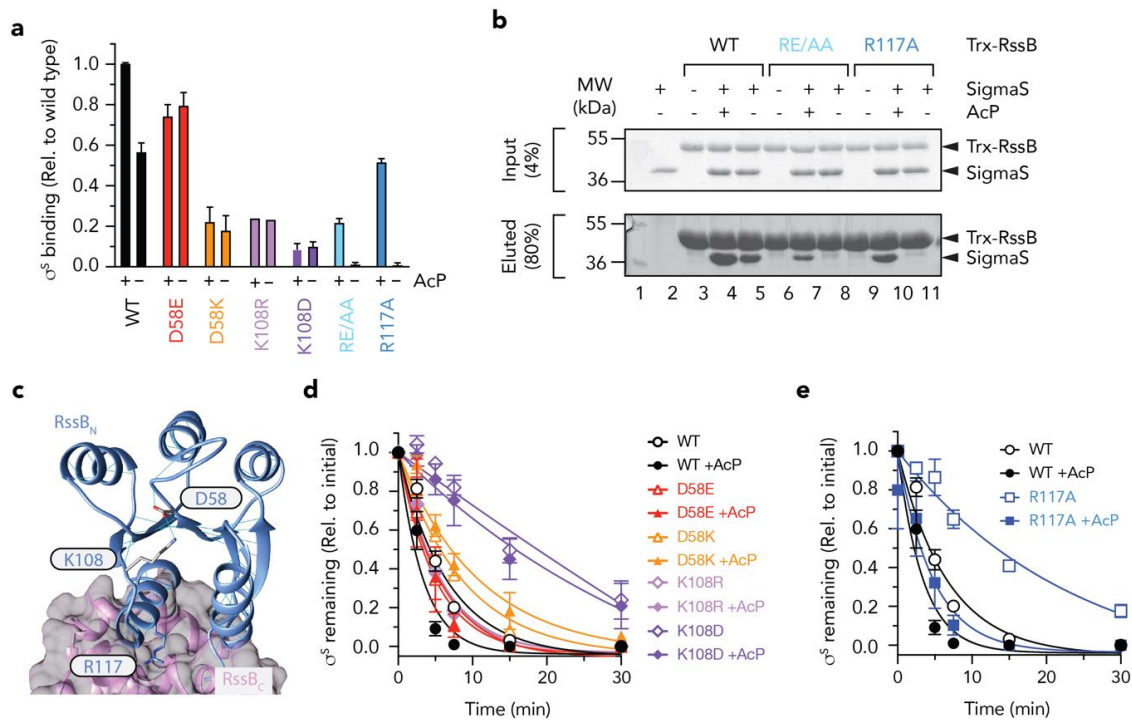 a
σˢ binding (Rel. to wild type)
1.0
0.8
0.6
0.4
0.2
0.0
+ − + − + − + − + − + − + − AcP
WT D58E D58K K108R K108D RE/AA R117A
b
WT RE/AA R117A Trx-RssB
MW
(kDa)
+ - + + - + + - + + SigmaS
- - + - - + - - + - AcP
Input
(4%)
55
36
Trx-RssB
SigmaS
Eluted
(80%)
55
36
Trx-RssB
SigmaS
1 2 3 4 5 6 7 8 9 10 11
c
RssB_N
D58
K108
R117
RssB_C
d
σˢ remaining (Rel. to initial)
1.0
0.8
0.6
0.4
0.2
0.0
0 10 20 30
Time (min)
WT
WT +AcP
D58E
D58E +AcP
D58K
D58K +AcP
K108R
K108R +AcP
K108D
K108D +AcP
e
σˢ remaining (Rel. to initial)
1.0
0.8
0.6
0.4
0.2
0.0
0 10 20 30
Time (min)
WT
WT +AcP
R117A
R117A +AcP